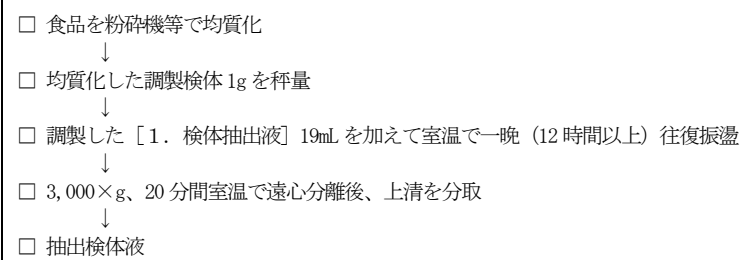 □ 食品を粉砕機等で均質化
↓
□ 均質化した調製検体 1g を秤量
↓
□ 調製した［１．検体抽出液］19mL を加えて室温で一晩（12 時間以上）往復振盪
↓
□ 3,000×g、20 分間室温で遠心分離後、上清を分取
↓
□ 抽出検体液